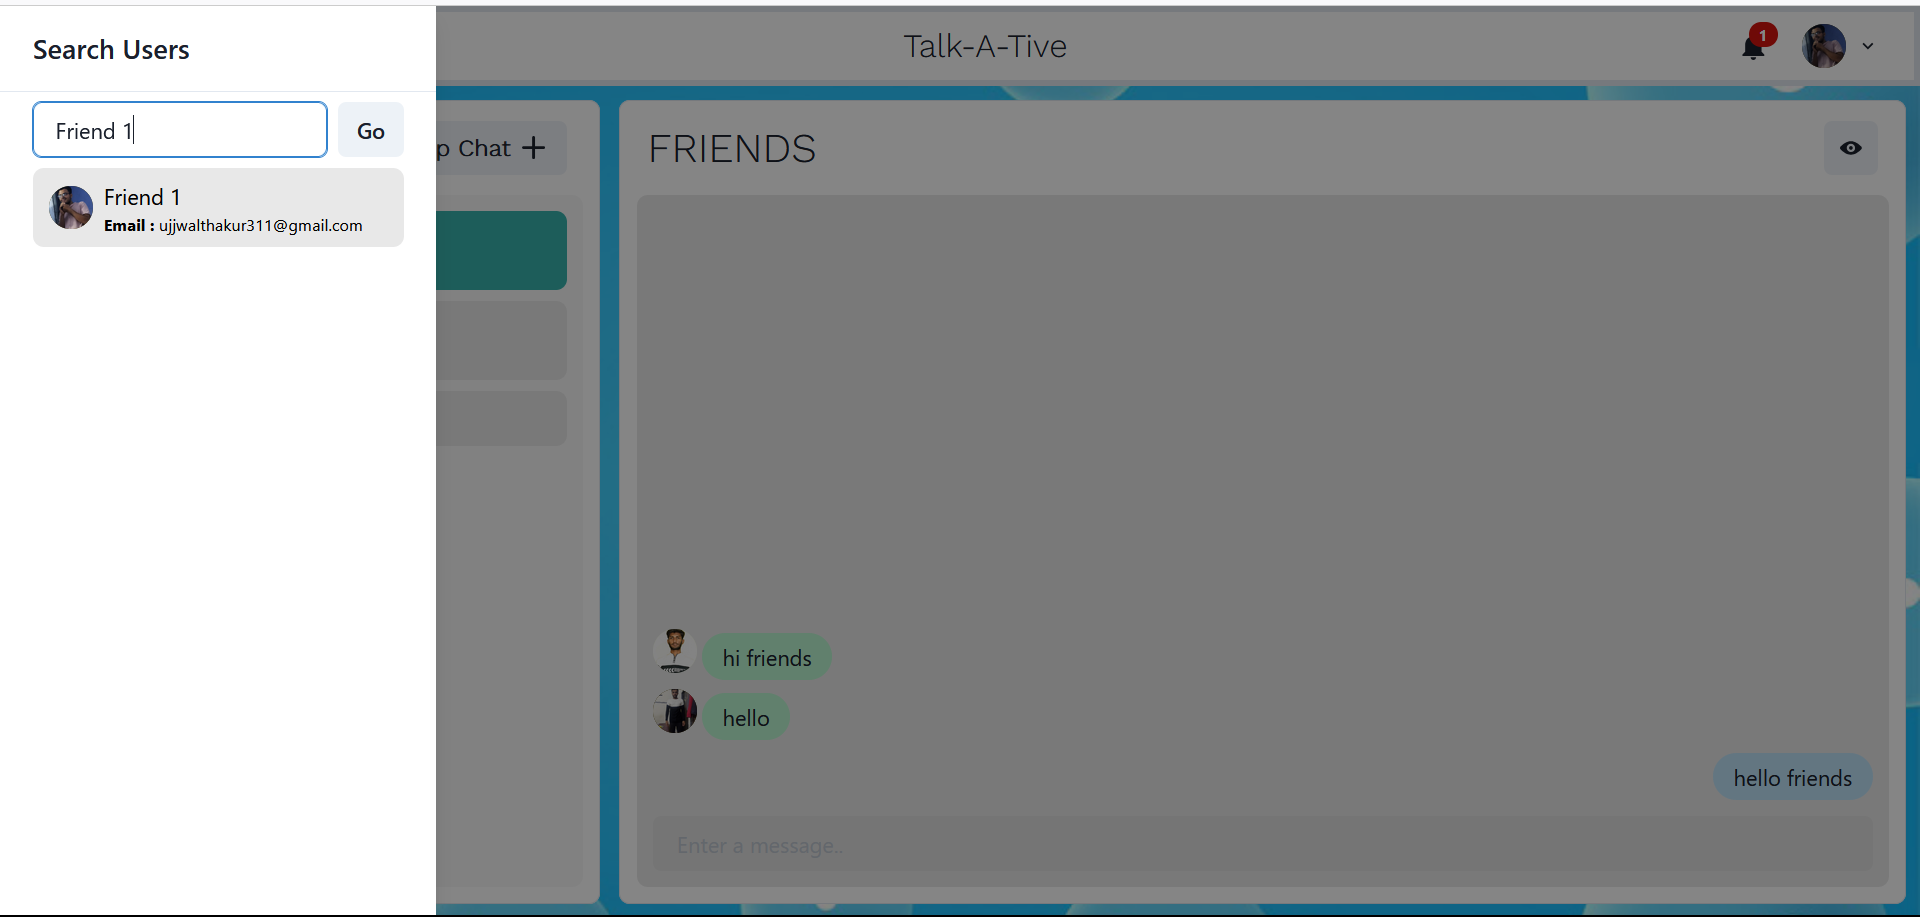 Search Users
Talk-A-Tive
1
Friend 1
Go
p Chat
FRIENDS
Friend 1
Email : ujjwalthakur311@gmail.com
hi friends
hello
hello friends
Enter a message..